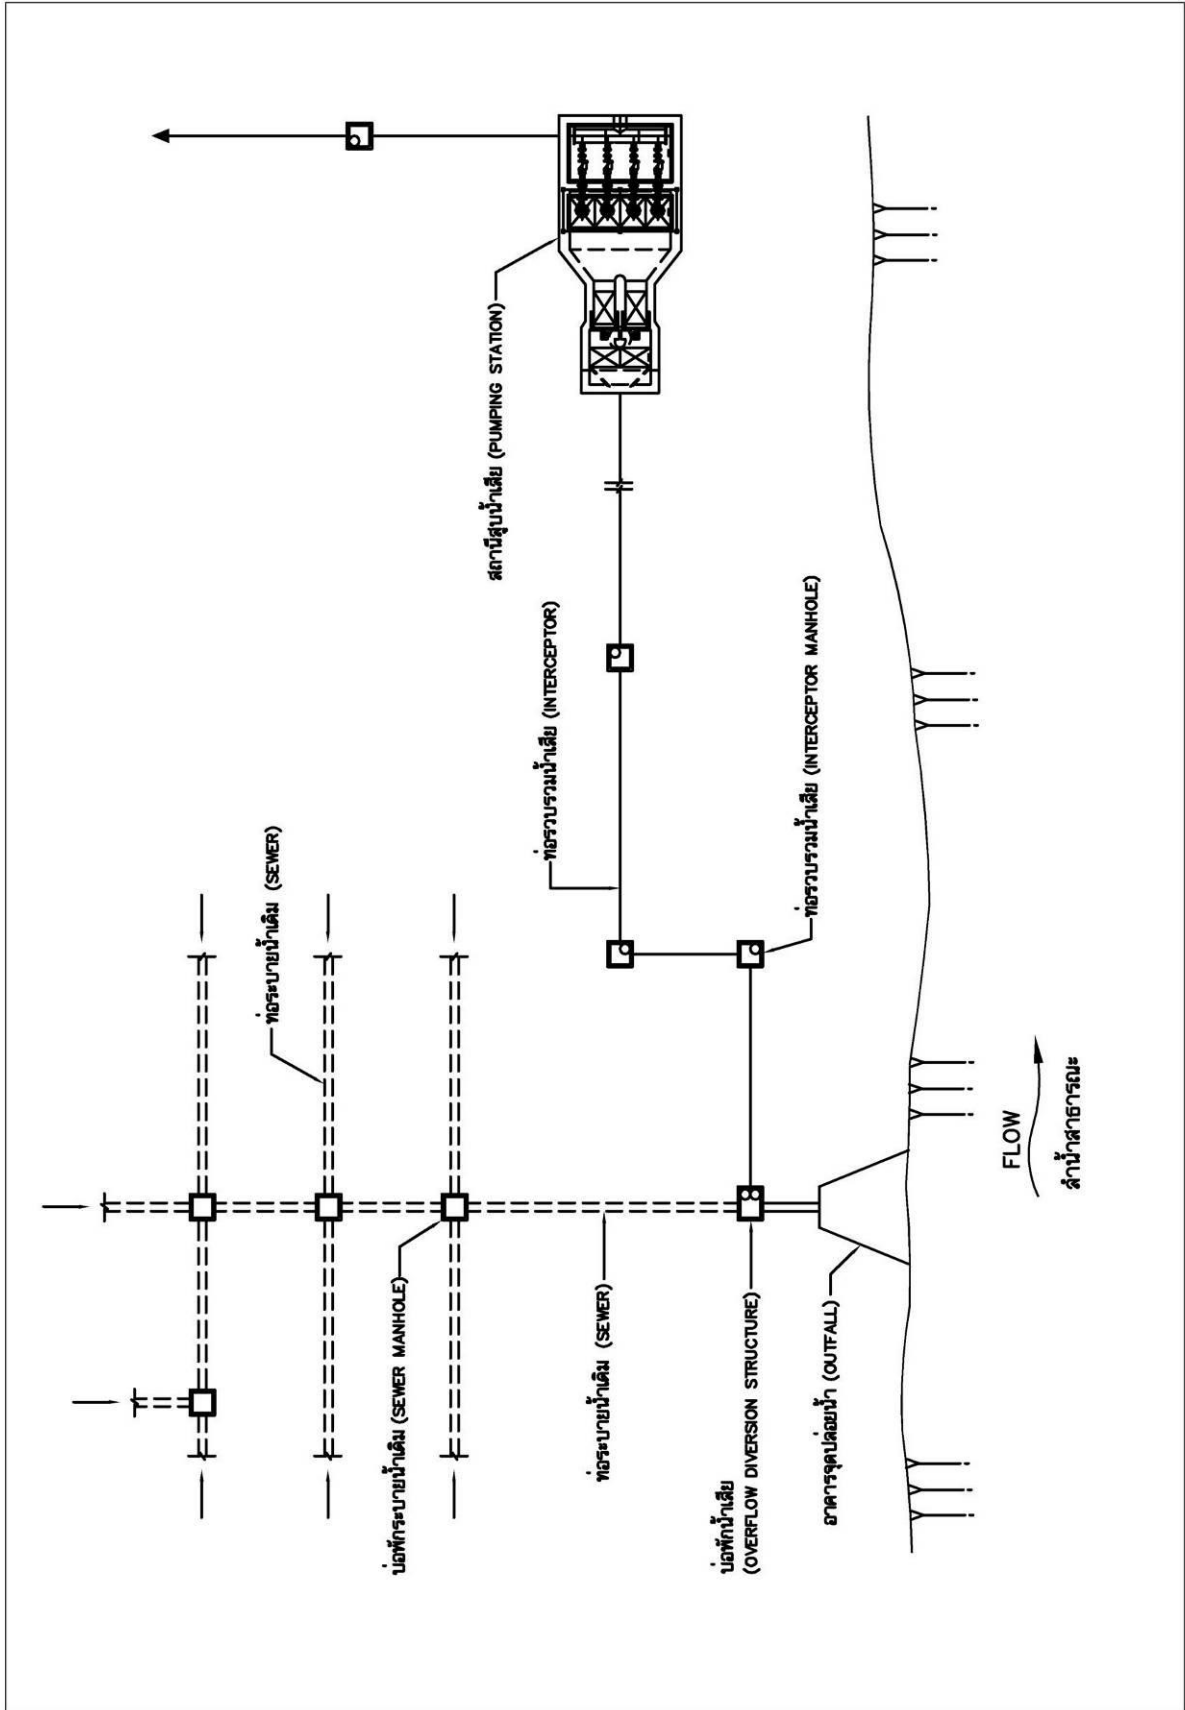 ท่อระบายน้ำเดิม (SEWER)
บ่อพักระบายน้ำเดิม (SEWER MANHOLE)
สถานีสูบน้ำเสีย (PUMPING STATION)
ท่อรวบรวมน้ำเสีย (INTERCEPTOR)
ท่อระบายน้ำเดิม (SEWER)
บ่อพักน้ำเสีย
(OVERFLOW DIVERSION STRUCTURE)
ท่อรวบรวมน้ำเสีย (INTERCEPTOR MANHOLE)
อาคารจุดปล่อยน้ำ (OUTFALL)
FLOW
ลำน้ำสาธารณะ